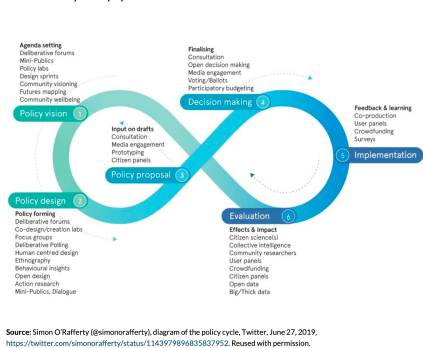 Agenda setting
Deliberative forums
Mini-Publics
Policy labs
Design sprints
Community visioning
Futures mapping
Community wellbeing
Policy vision 1
Policy design 2
Policy forming
Deliberative forums
Co-design/creation labs
Focus groups
Deliberative Polling
Human centred design
Ethnography
Behavioural insights
Open design
Action research
Mini-Publics, Dialogue
Input on drafts
Consultation
Media engagement
Prototyping
Citizen panels
Policy proposal 3
Finalising
Consultation
Open decision making
Media engagement
Voting/Ballots
Participatory budgeting
Decision making 4
Feedback & learning
Co-production
User panels
Crowdfunding
Surveys
5 Implementation
Evaluation 6
Effects & Impact
Citizen science(s)
Collective intelligence
Community researchers
User panels
Crowdfunding
Citizen panels
Open data
Big/Thick data
Source: Simon O'Rafferty (@simonorafferty), diagram of the policy cycle, Twitter, June 27, 2019,
https://twitter.com/simonorafferty/status/1143979896835837952. Reused with permission.